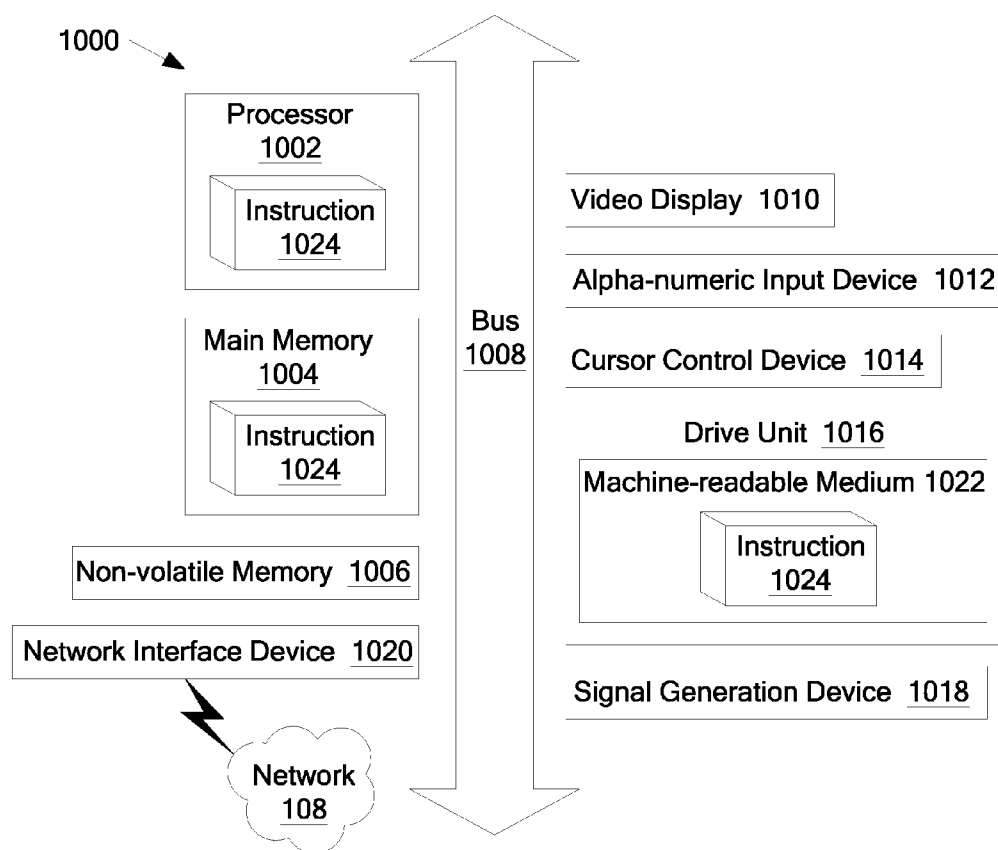 1000
Processor
1002
Instruction
1024
Main Memory
1004
Instruction
1024
Non-volatile Memory 1006
Network Interface Device 1020
Network
108
Bus
1008
Video Display 1010
Alpha-numeric Input Device 1012
Cursor Control Device 1014
Drive Unit 1016
Machine-readable Medium 1022
Instruction
1024
Signal Generation Device 1018